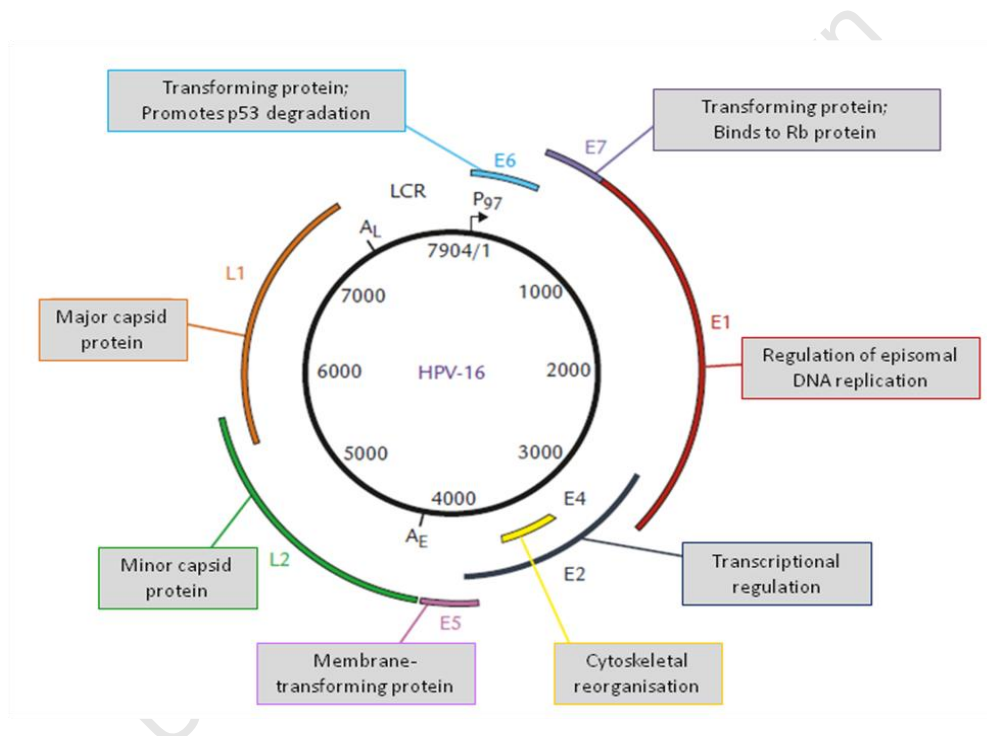 Transforming protein;
Promotes p53 degradation
Transforming protein;
Binds to Rb protein
E7
E6
LCR
P97
AL
7904/1
L1
7000
1000
E1
Major capsid
protein
6000
HPV-16
2000
Regulation of episomal
DNA replication
5000
3000
4000
E4
AE
E2
Minor capsid
protein
L2
Transcriptional
regulation
E5
Membrane-
transforming protein
Cytoskeletal
reorganisation